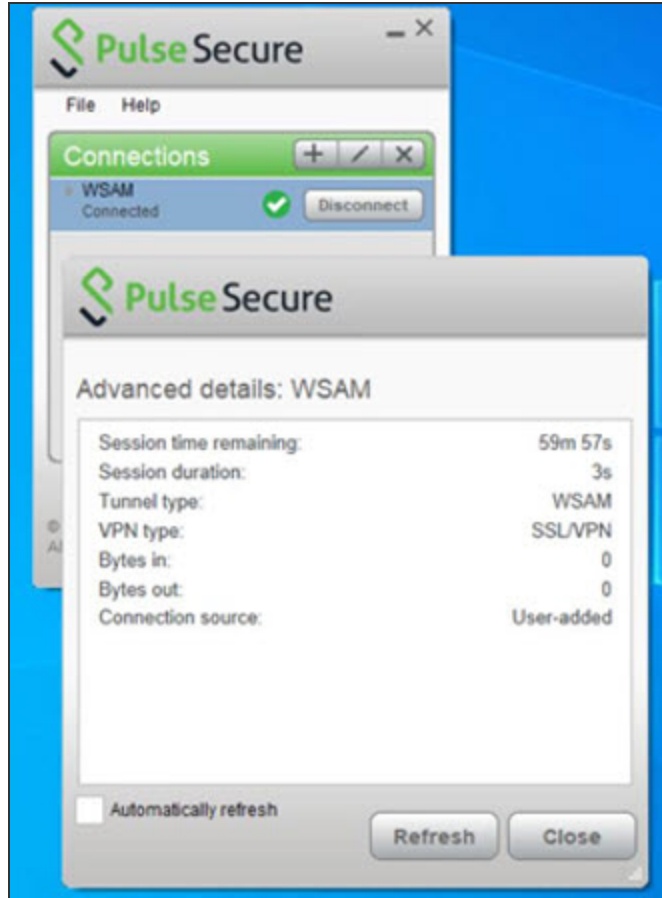 Pulse Secure
File Help
Connections
WSAM
Connected
Disconnect
Pulse Secure
Advanced details: WSAM
Session time remaining: 59m 57s
Session duration: 3s
Tunnel type: WSAM
VPN type: SSL/VPN
Bytes in: 0
Bytes out: 0
Connection source: User-added
©
Al
Automatically refresh
Refresh Close